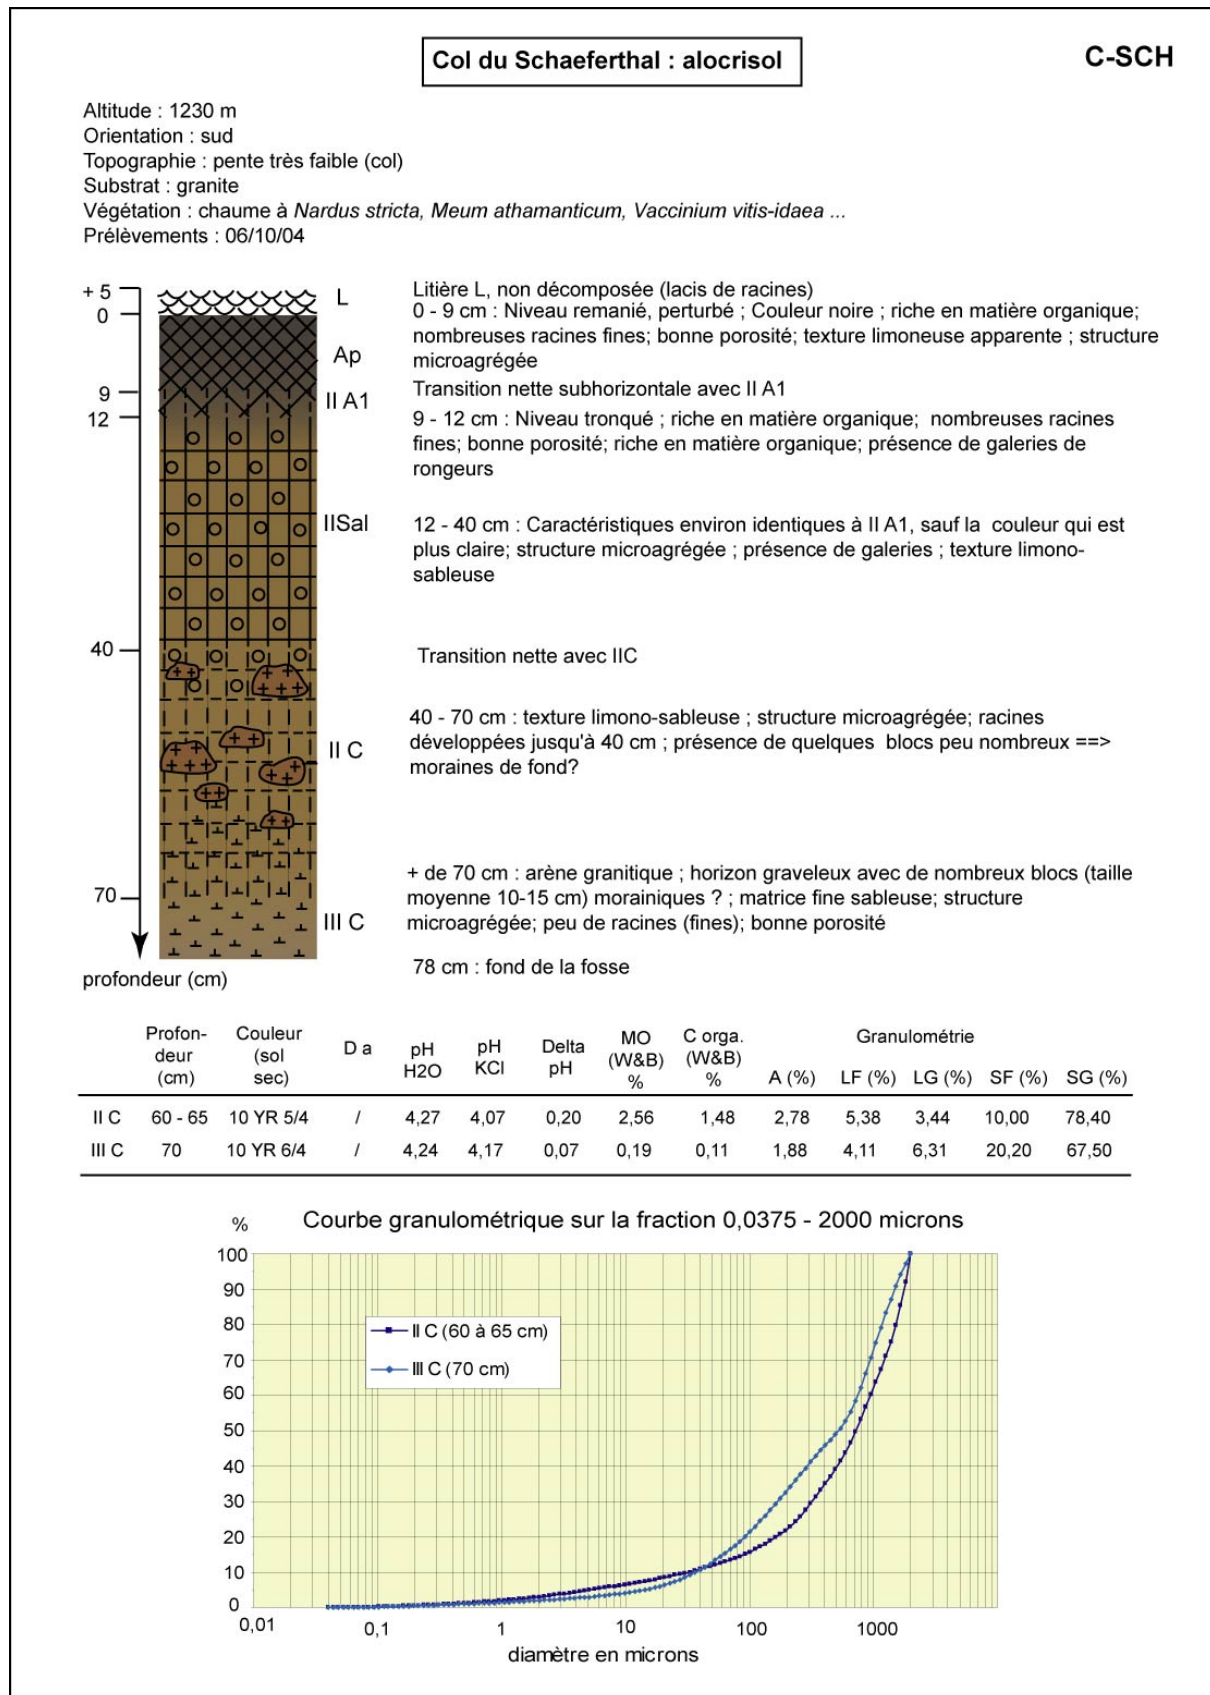 Col du Schaeferthal : alocrisol
C-SCH
Altitude : 1230 m
Orientation : sud
Topographie : pente très faible (col)
Substrat : granite
Végétation : chaume à Nardus stricta, Meum athamanticum, Vaccinium vitis-idaea ...
Prélèvements : 06/10/04
+ 5
0
9
12
40
70
profondeur (cm)
L
Ap
II A1
IISal
II C
III C
Litière L, non décomposée (lacis de racines)
0 - 9 cm : Niveau remanié, perturbé ; Couleur noire ; riche en matière organique;
nombreuses racines fines; bonne porosité; texture limoneuse apparente ; structure
microagrégée
Transition nette subhorizontale avec II A1
9 - 12 cm : Niveau tronqué ; riche en matière organique; nombreuses racines
fines; bonne porosité; riche en matière organique; présence de galeries de
rongeurs
12 - 40 cm : Caractéristiques environ identiques à II A1, sauf la couleur qui est
plus claire; structure microagrégée ; présence de galeries ; texture limono-
sableuse
Transition nette avec IIC
40 - 70 cm : texture limono-sableuse ; structure microagrégée; racines
développées jusqu'à 40 cm ; présence de quelques blocs peu nombreux ==>
moraines de fond?
+ de 70 cm : arène granitique ; horizon graveleux avec de nombreux blocs (taille
moyenne 10-15 cm) morainiques ? ; matrice fine sableuse; structure
microagrégée; peu de racines (fines); bonne porosité
78 cm : fond de la fosse
Profon-deur (cm) Couleur (sol sec) D a pH H2O pH KCl Delta pH MO (W&B) % C orga. (W&B) % Granulométrie
A (%) LF (%) LG (%) SF (%) SG (%)
II C 60 - 65 10 YR 5/4 / 4,27 4,07 0,20 2,56 1,48 2,78 5,38 3,44 10,00 78,40
III C 70 10 YR 6/4 / 4,24 4,17 0,07 0,19 0,11 1,88 4,11 6,31 20,20 67,50
% Courbe granulométrique sur la fraction 0,0375 - 2000 microns
100
90
80
70
60
50
40
30
20
10
0
II C (60 à 65 cm)
III C (70 cm)
0,01 0,1 1 10 100 1000
diamètre en microns